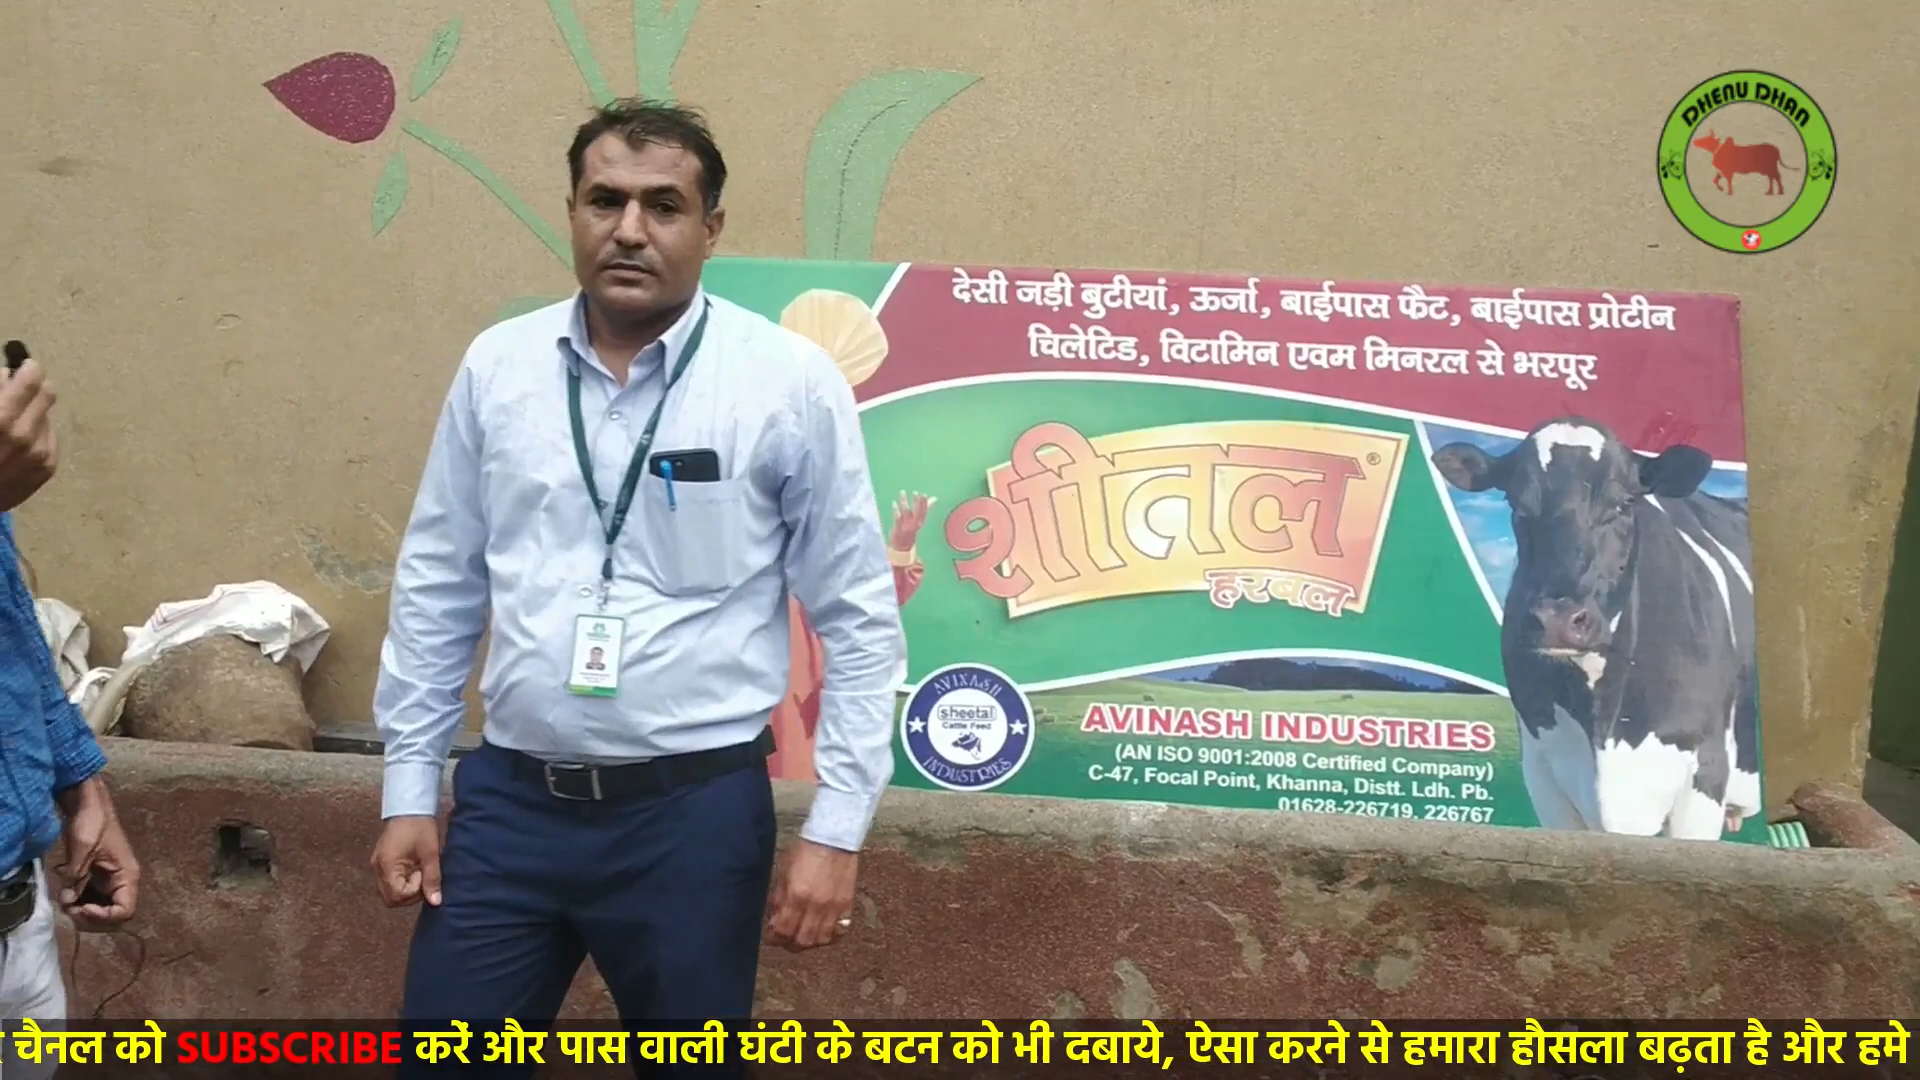 DHENU DHAN
देसी जड़ी बुटीयां, ऊर्जा, बाईपास फैट, बाईपास प्रोटीन
चिलेटिड, विटामिन एवम मिनरल से भरपूर
शीतल®
हरबल
AVINASH
sheetal
Cattle Feed
INDUSTRIES
AVINASH INDUSTRIES
(AN ISO 9001:2008 Certified Company)
C-47, Focal Point, Khanna, Distt. Ldh. Pb.
01628-226719, 226767
चैनल को SUBSCRIBE करें और पास वाली घंटी के बटन को भी दबाये, ऐसा करने से हमारा हौसला बढ़ता है और हमे